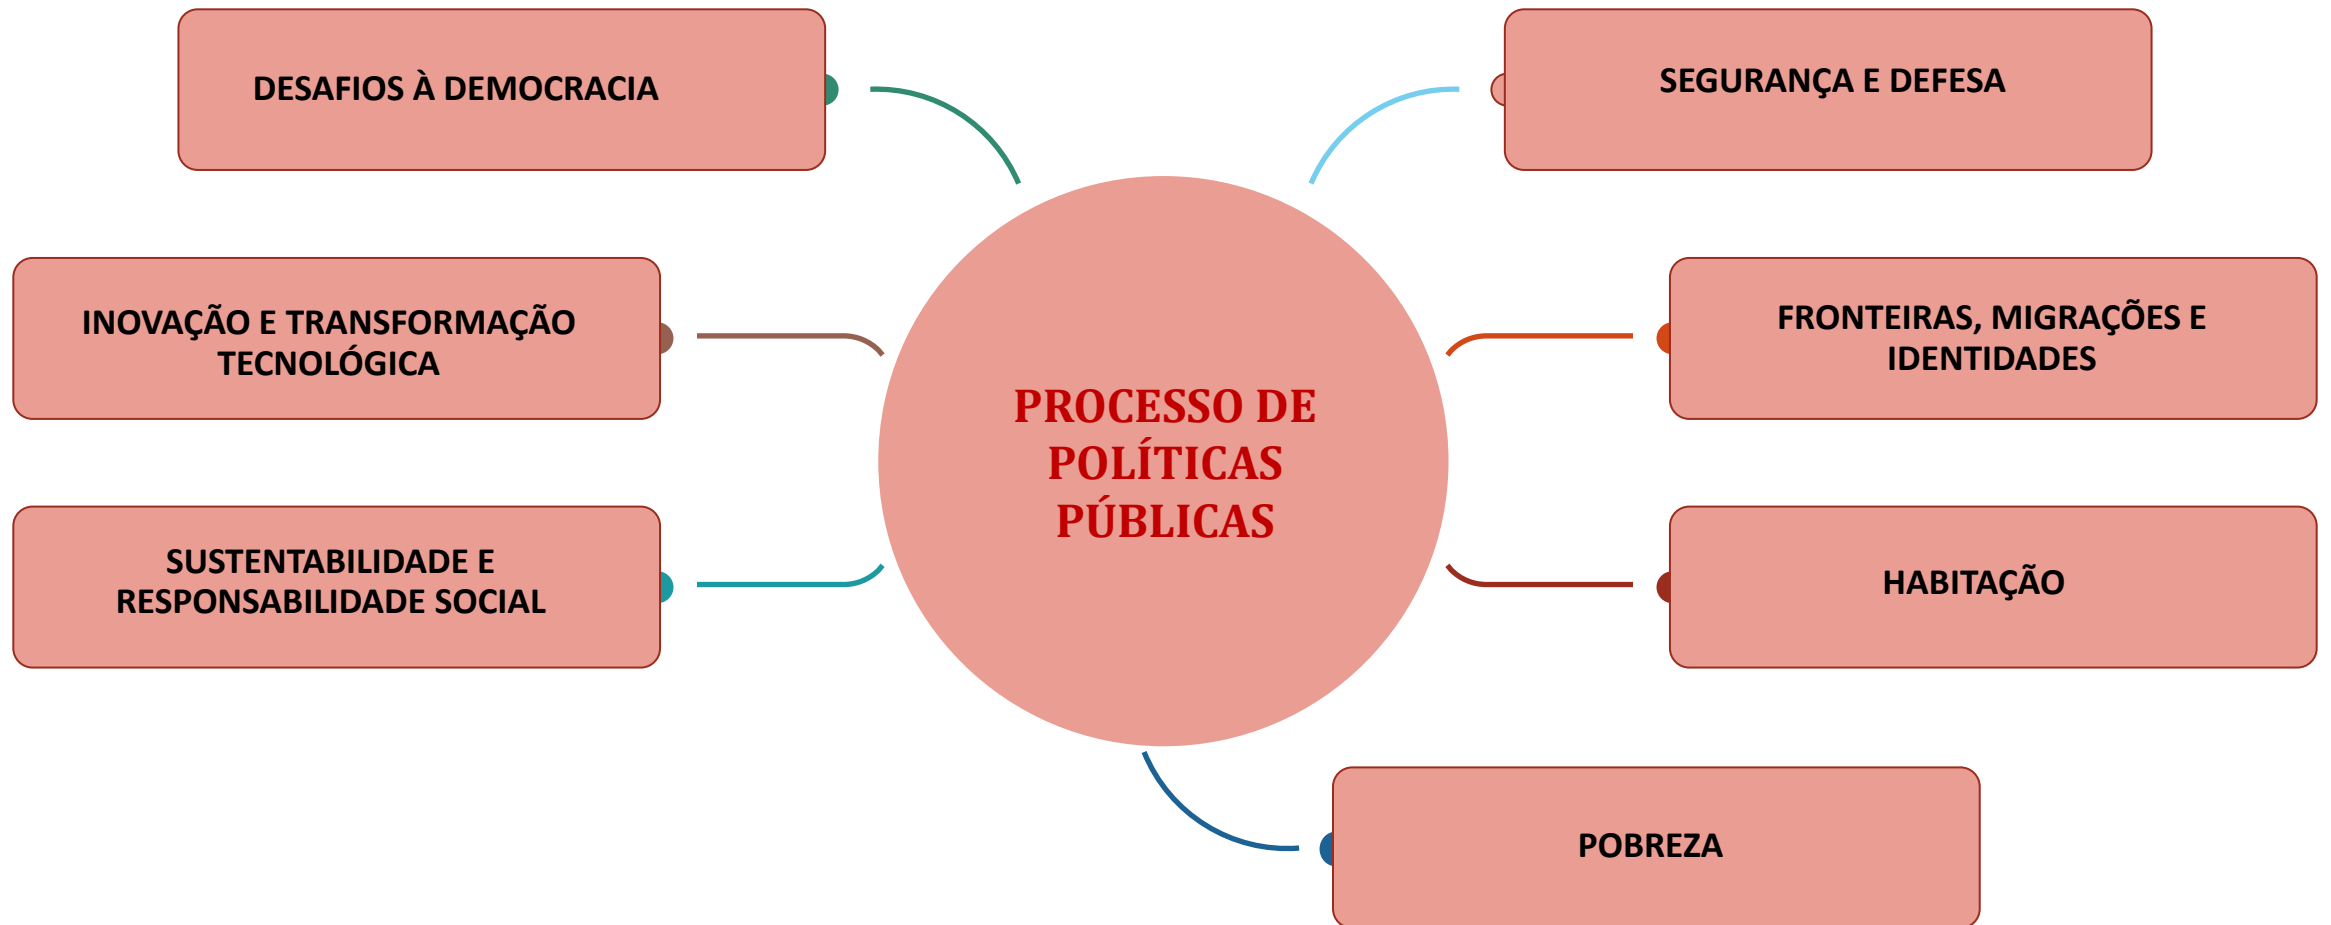 DESAFIOS À DEMOCRACIA
SEGURANÇA E DEFESA
INOVAÇÃO E TRANSFORMAÇÃO
TECNOLÓGICA
FRONTEIRAS, MIGRAÇÕES E
IDENTIDADES
PROCESSO DE
POLÍTICAS
PÚBLICAS
SUSTENTABILIDADE E
RESPONSABILIDADE SOCIAL
HABITAÇÃO
POBREZA